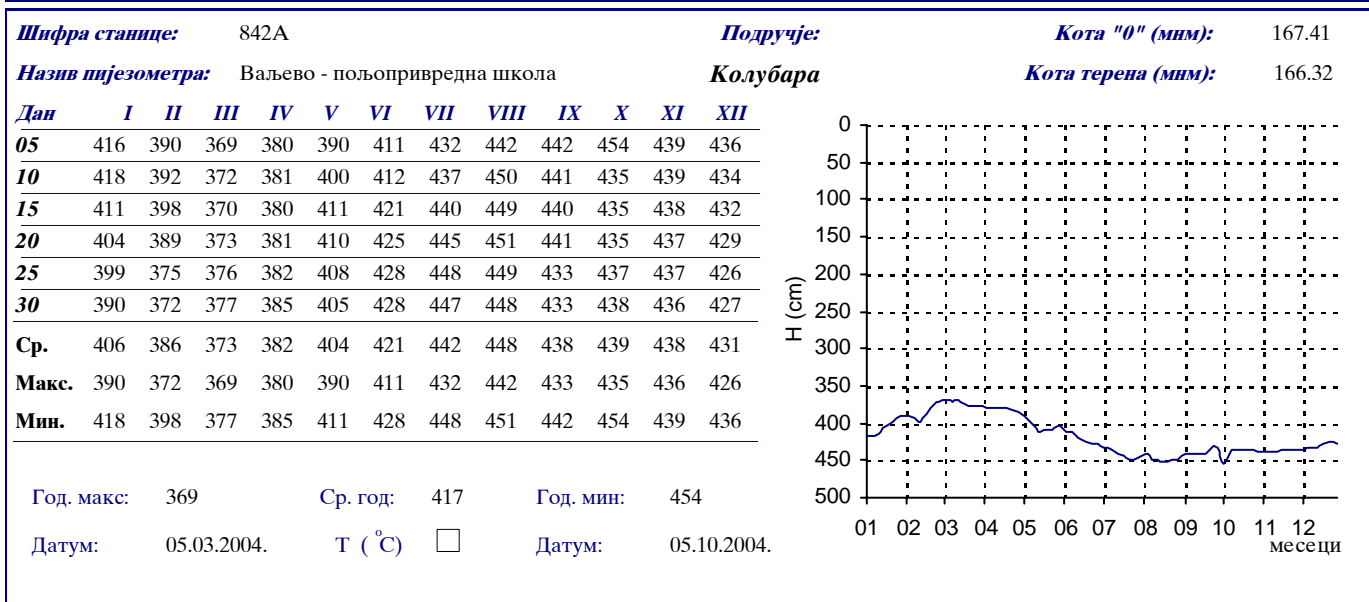 Шифра станице: 842А Подручје: Кота "0" (мнм): 167.41
Назив пијезометра: Ваљево - пољопривредна школа Колубара Кота терена (мнм): 166.32
Дан I II III IV V VI VII VIII IX X XI XII
05 416 390 369 380 390 411 432 442 442 454 439 436
10 418 392 372 381 400 412 437 450 441 435 439 434
15 411 398 370 380 411 421 440 449 440 435 438 432
20 404 389 373 381 410 425 445 451 441 435 437 429
25 399 375 376 382 408 428 448 449 433 437 437 426
30 390 372 377 385 405 428 447 448 433 438 436 427
Ср. 406 386 373 382 404 421 442 448 438 439 438 431
Макс. 390 372 369 380 390 411 432 442 433 435 436 426
Мин. 418 398 377 385 411 428 448 451 442 454 439 436
Год. макс: 369 Ср. год: 417 Год. мин: 454
Датум: 05.03.2004. Т ( °C) Датум: 05.10.2004.
H (cm)
0
50
100
150
200
250
300
350
400
450
500
01 02 03 04 05 06 07 08 09 10 11 12
месеци